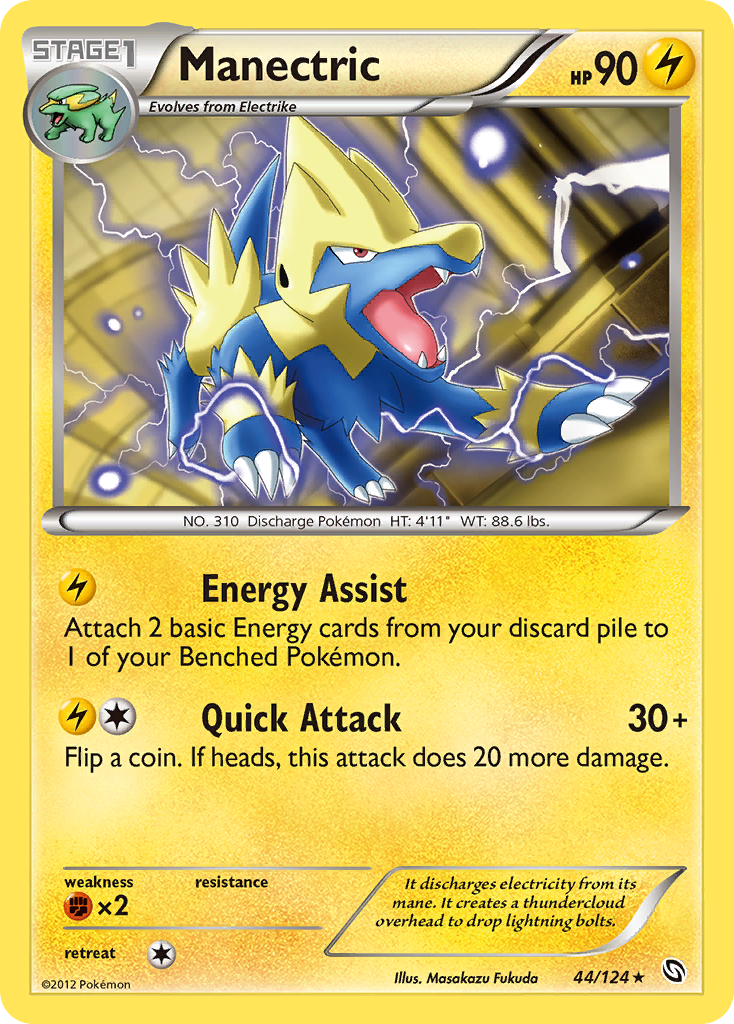 STAGE1
Manectric
HP90
Evolves from Electrike
NO. 310 Discharge Pokémon HT: 4'11" WT: 88.6 lbs.
Energy Assist
Attach 2 basic Energy cards from your discard pile to
1 of your Benched Pokémon.
Quick Attack 30+
Flip a coin. If heads, this attack does 20 more damage.
weakness resistance
×2
It discharges electricity from its
mane. It creates a thundercloud
overhead to drop lightning bolts.
retreat
©2012 Pokémon
Illus. Masakazu Fukuda
44/124★